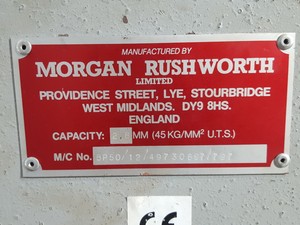 MANUFACTURED BY
MORGAN RUSHWORTH
LIMITED
PROVIDENCE STREET, LYE, STOURBRIDGE
WEST MIDLANDS. DY9 8HS.
ENGLAND
CAPACITY: MM (45 KG/MM² U.T.S.)
M/C No.
CE